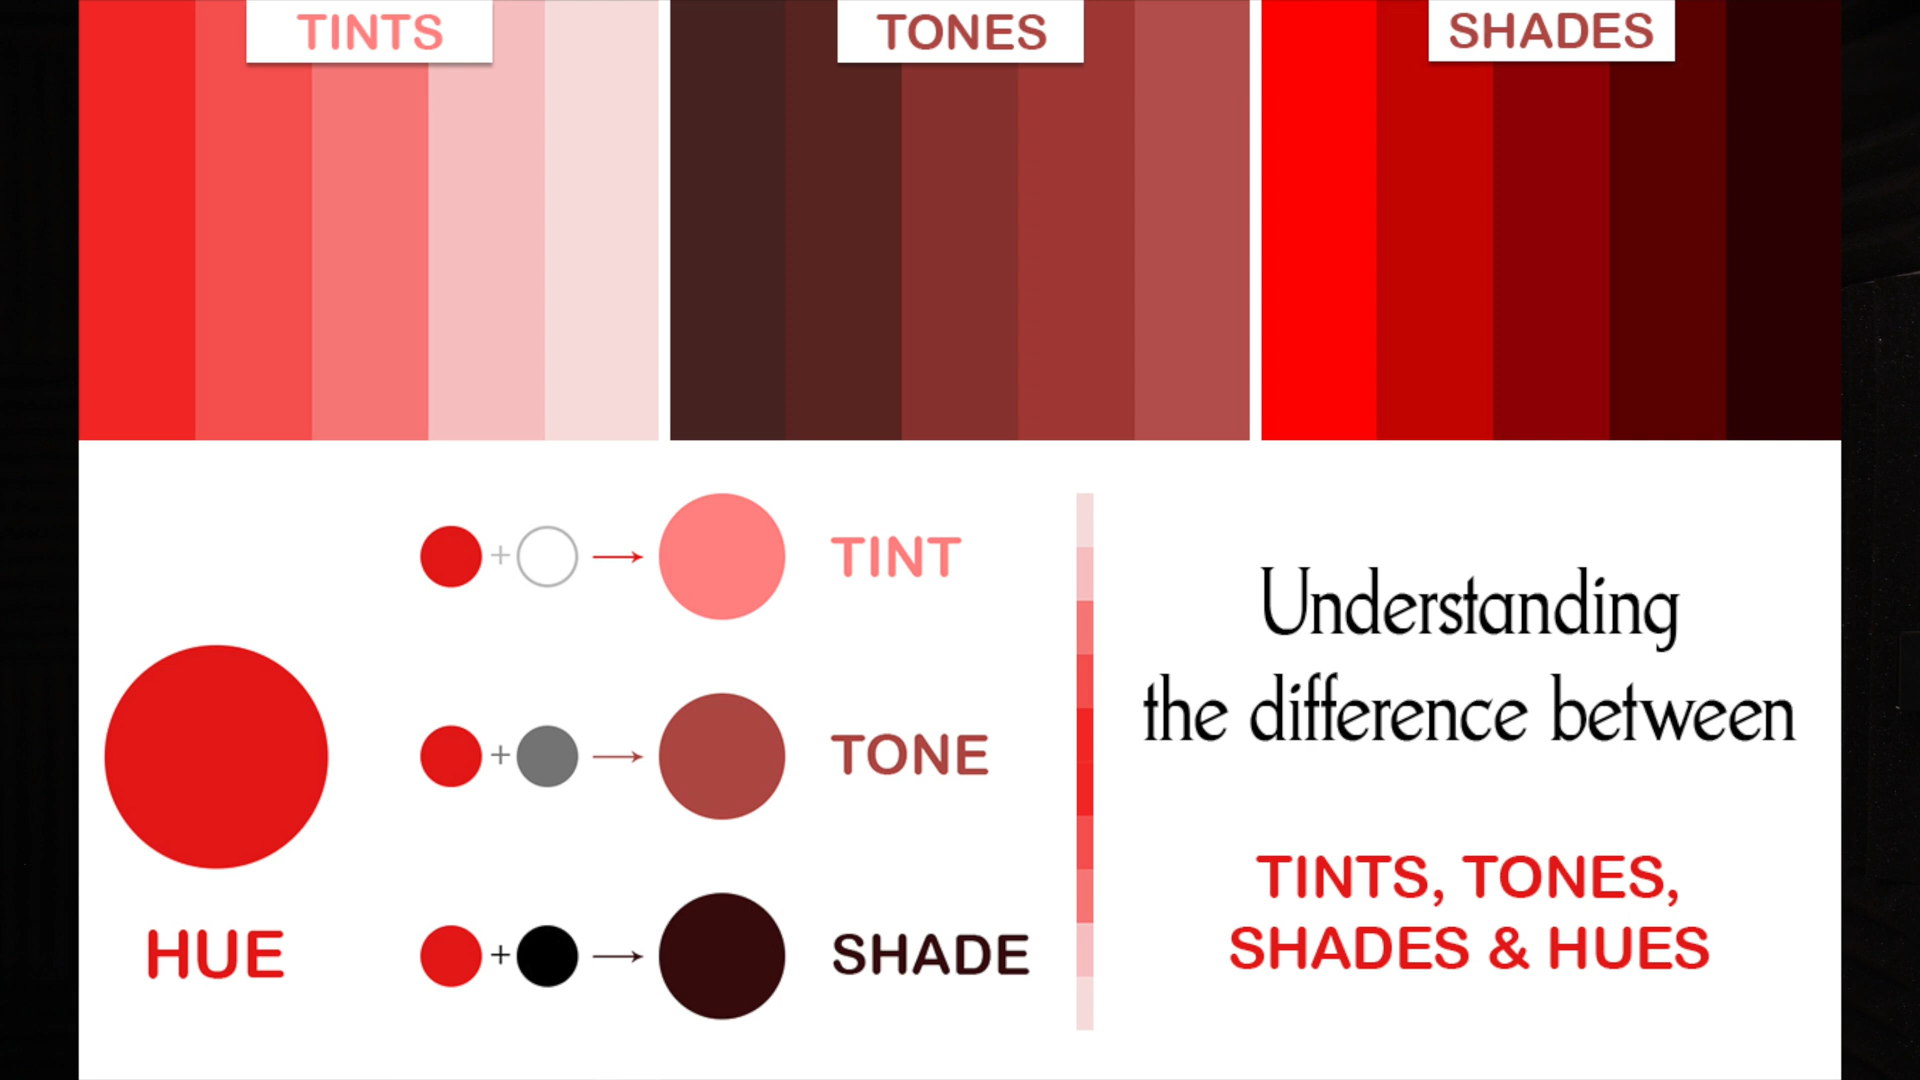 TINTS
TONES
SHADES
HUE
+
TINT
+
TONE
+
SHADE
Understanding
the difference between
TINTS, TONES,
SHADES & HUES